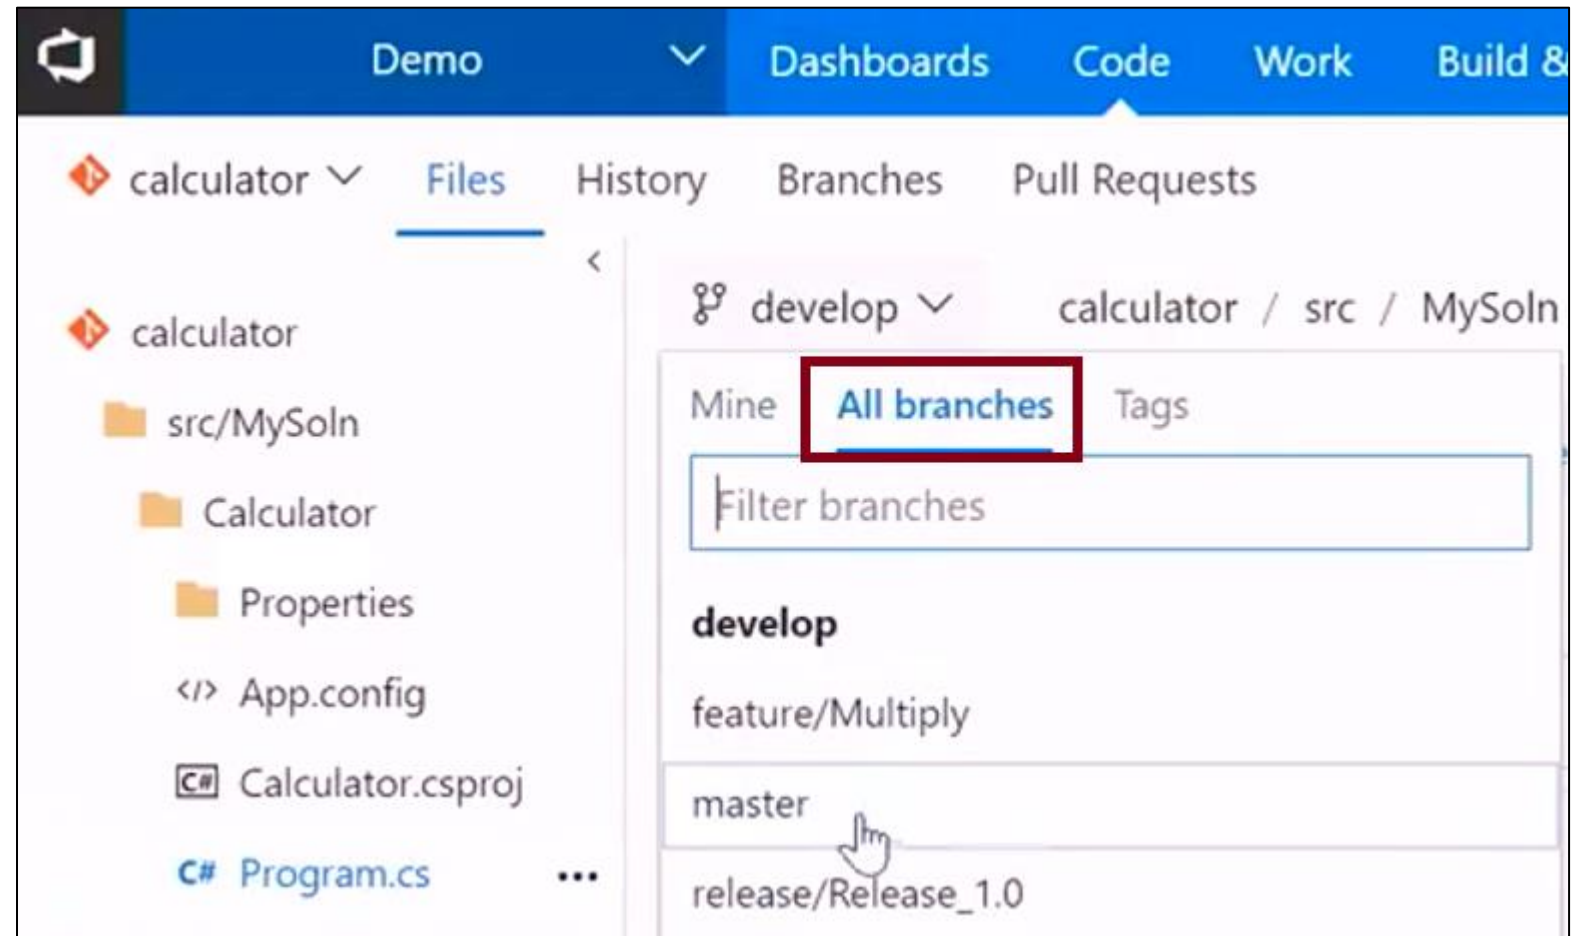 Demo Dashboards Code Work Build &
calculator Files History Branches Pull Requests
calculator
src/MySoln
Calculator
Properties
</> App.config
C# Calculator.csproj
C# Program.cs ...
develop calculator / src / MySoln
Mine All branches Tags
Filter branches
develop
feature/Multiply
master
release/Release_1.0